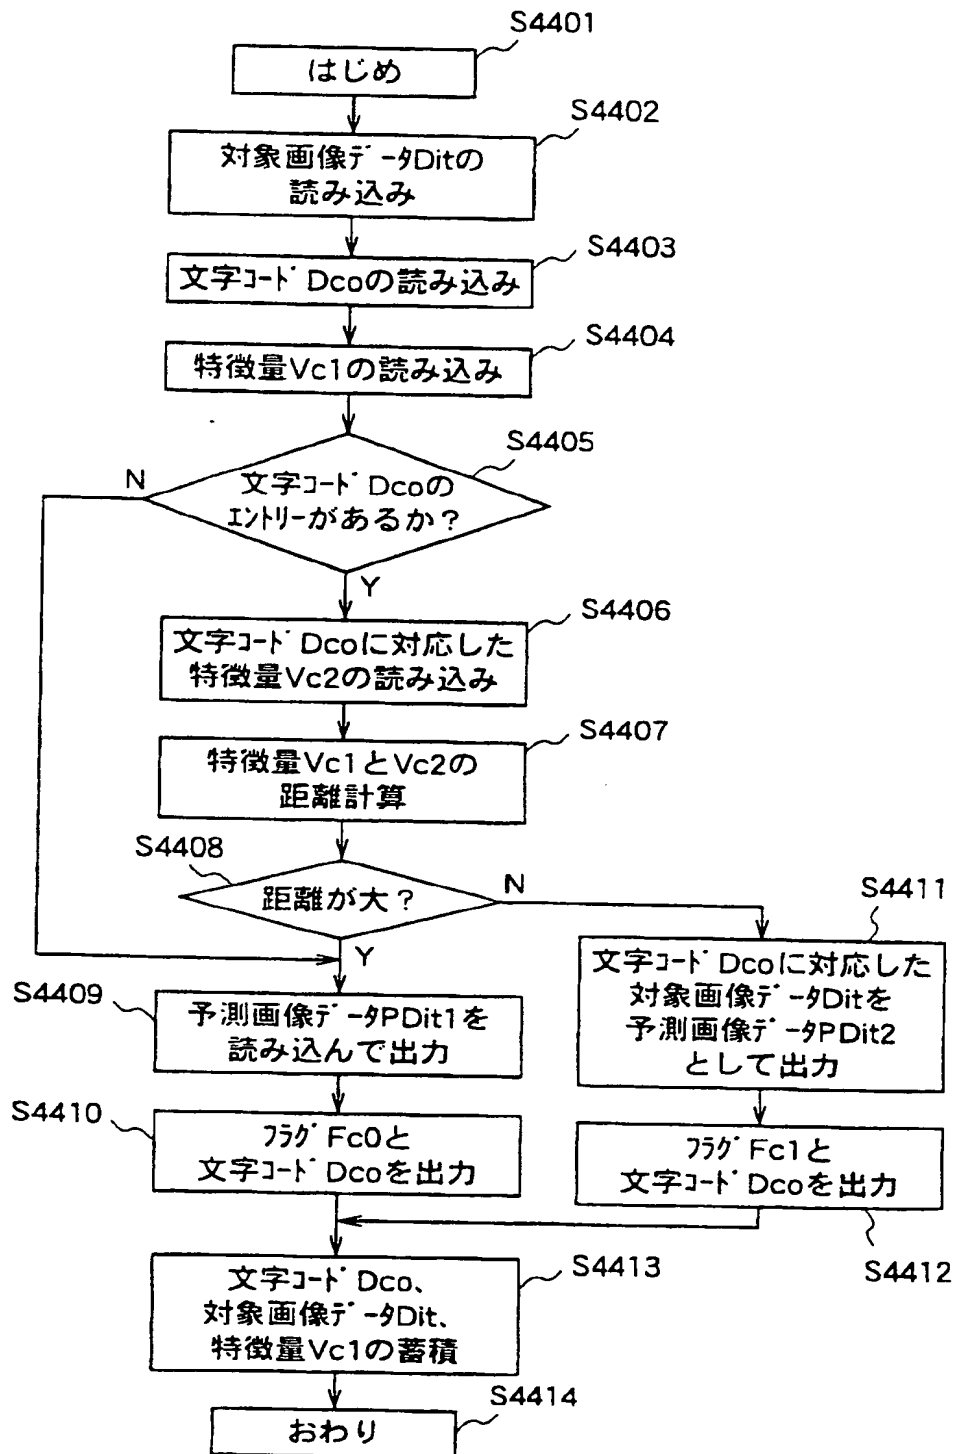 S4401
はじめ
S4402
対象画像ﾃﾞｰﾀDitの
読み込み
S4403
文字ｺｰﾄﾞDcoの読み込み
S4404
特徴量Vc1の読み込み
S4405
N
文字ｺｰﾄﾞDcoの
ｴﾝﾄﾘｰがあるか？
Y
S4406
文字ｺｰﾄﾞDcoに対応した
特徴量Vc2の読み込み
S4407
特徴量Vc1とVc2の
距離計算
S4408
距離が大？
N
Y
S4409
予測画像ﾃﾞｰﾀPDit1を
読み込んで出力
S4410
ﾌﾗｸﾞFc0と
文字ｺｰﾄﾞDcoを出力
S4411
文字ｺｰﾄﾞDcoに対応した
対象画像ﾃﾞｰﾀDitを
予測画像ﾃﾞｰﾀPDit2
として出力
ﾌﾗｸﾞFc1と
文字ｺｰﾄﾞDcoを出力
S4412
S4413
文字ｺｰﾄﾞDco、
対象画像ﾃﾞｰﾀDit、
特徴量Vc1の蓄積
S4414
おわり